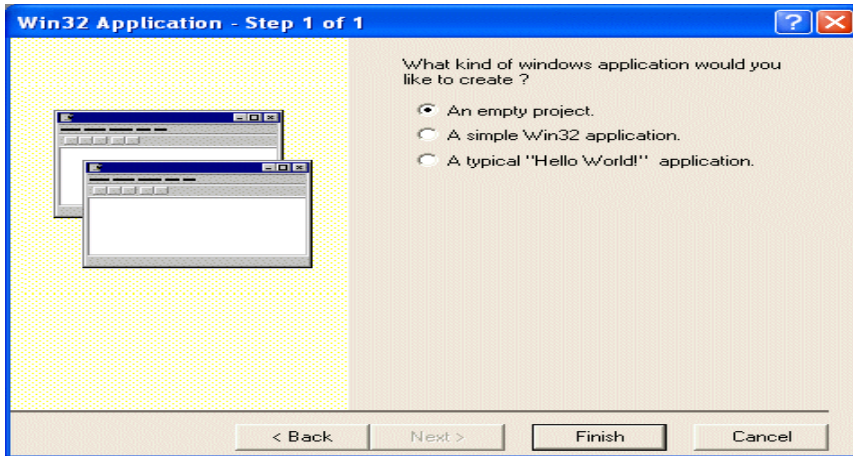 Win32 Application - Step 1 of 1
What kind of windows application would you
like to create ?
An empty project.
A simple Win32 application.
A typical "Hello World!" application.
< Back
Next >
Finish
Cancel